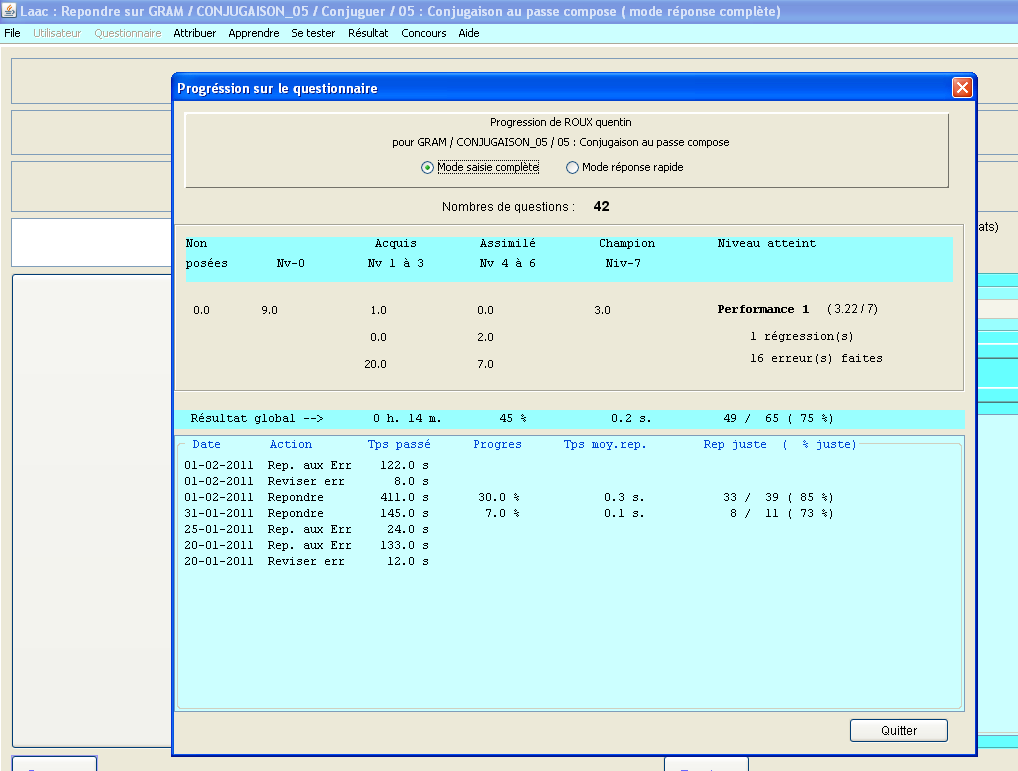 Laac : Repondre sur GRAM / CONJUGAISON_05 / Conjuguer / 05 : Conjugaison au passe compose ( mode réponse complète)
File Utilisateur Questionnaire Attribuer Apprendre Se tester Résultat Concours Aide
Progréssion sur le questionnaire
Progression de ROUX quentin
pour GRAM / CONJUGAISON_05 / 05 : Conjugaison au passe compose
Mode saisie complète Mode réponse rapide
Nombres de questions : 42
ats)
Non Acquis Assimilé Champion Niveau atteint
posées Nv-0 Nv 1 à 3 Nv 4 à 6 Niv-7
0.0 9.0 1.0 0.0 3.0 Performance 1 ( 3.22 / 7)
0.0 2.0 1 régression(s)
20.0 7.0 16 erreur(s) faites
Résultat global --> 0 h. 14 m. 45 % 0.2 s. 49 / 65 ( 75 %)
Date Action Tps passé Progres Tps moy.rep. Rep juste ( % juste)
01-02-2011 Rep. aux Err 122.0 s
01-02-2011 Reviser err 8.0 s
01-02-2011 Repondre 411.0 s 30.0 % 0.3 s. 33 / 39 ( 85 %)
31-01-2011 Repondre 145.0 s 7.0 % 0.1 s. 8 / 11 ( 73 %)
25-01-2011 Rep. aux Err 24.0 s
20-01-2011 Rep. aux Err 133.0 s
20-01-2011 Reviser err 12.0 s
Quitter